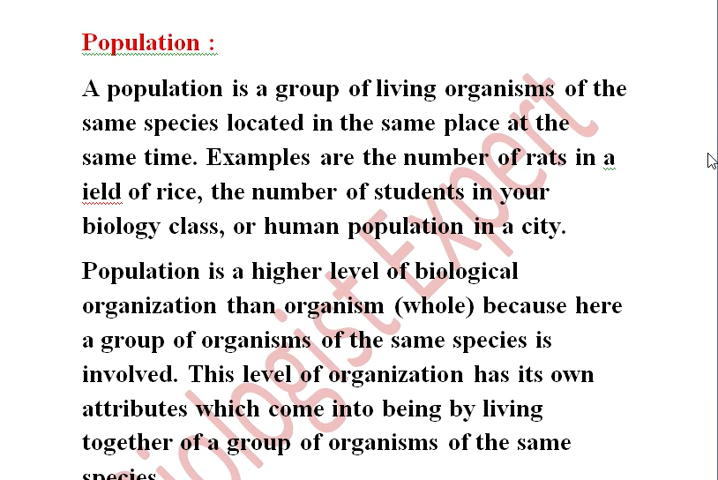 Population :
A population is a group of living organisms of the
same species located in the same place at the
same time. Examples are the number of rats in a
ield of rice, the number of students in your
biology class, or human population in a city.
Population is a higher level of biological
organization than organism (whole) because here
a group of organisms of the same species is
involved. This level of organization has its own
attributes which come into being by living
together of a group of organisms of the same
species
Biologist Expert